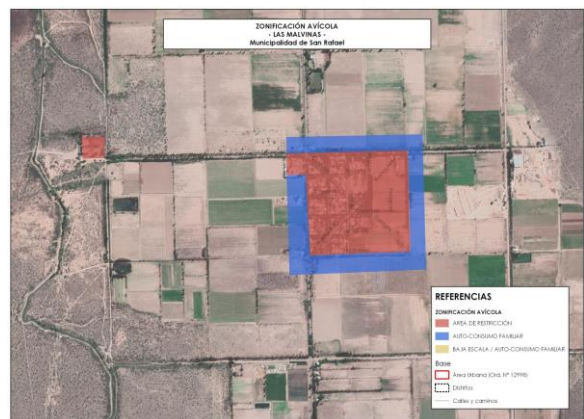 ZONIFICACIÓN AVÍCOLA
- LAS MALVINAS -
Municipalidad de San Rafael
REFERENCIAS
ZONIFICACIÓN AVÍCOLA
AREA DE RESTRICCIÓN
AUTO-CONSUMO FAMILIAR
BAJA ESCALA / AUTO-CONSUMO FAMILIAR
Base
Área Urbana (Ord. Nº 12998)
Distritos
Calles y caminos